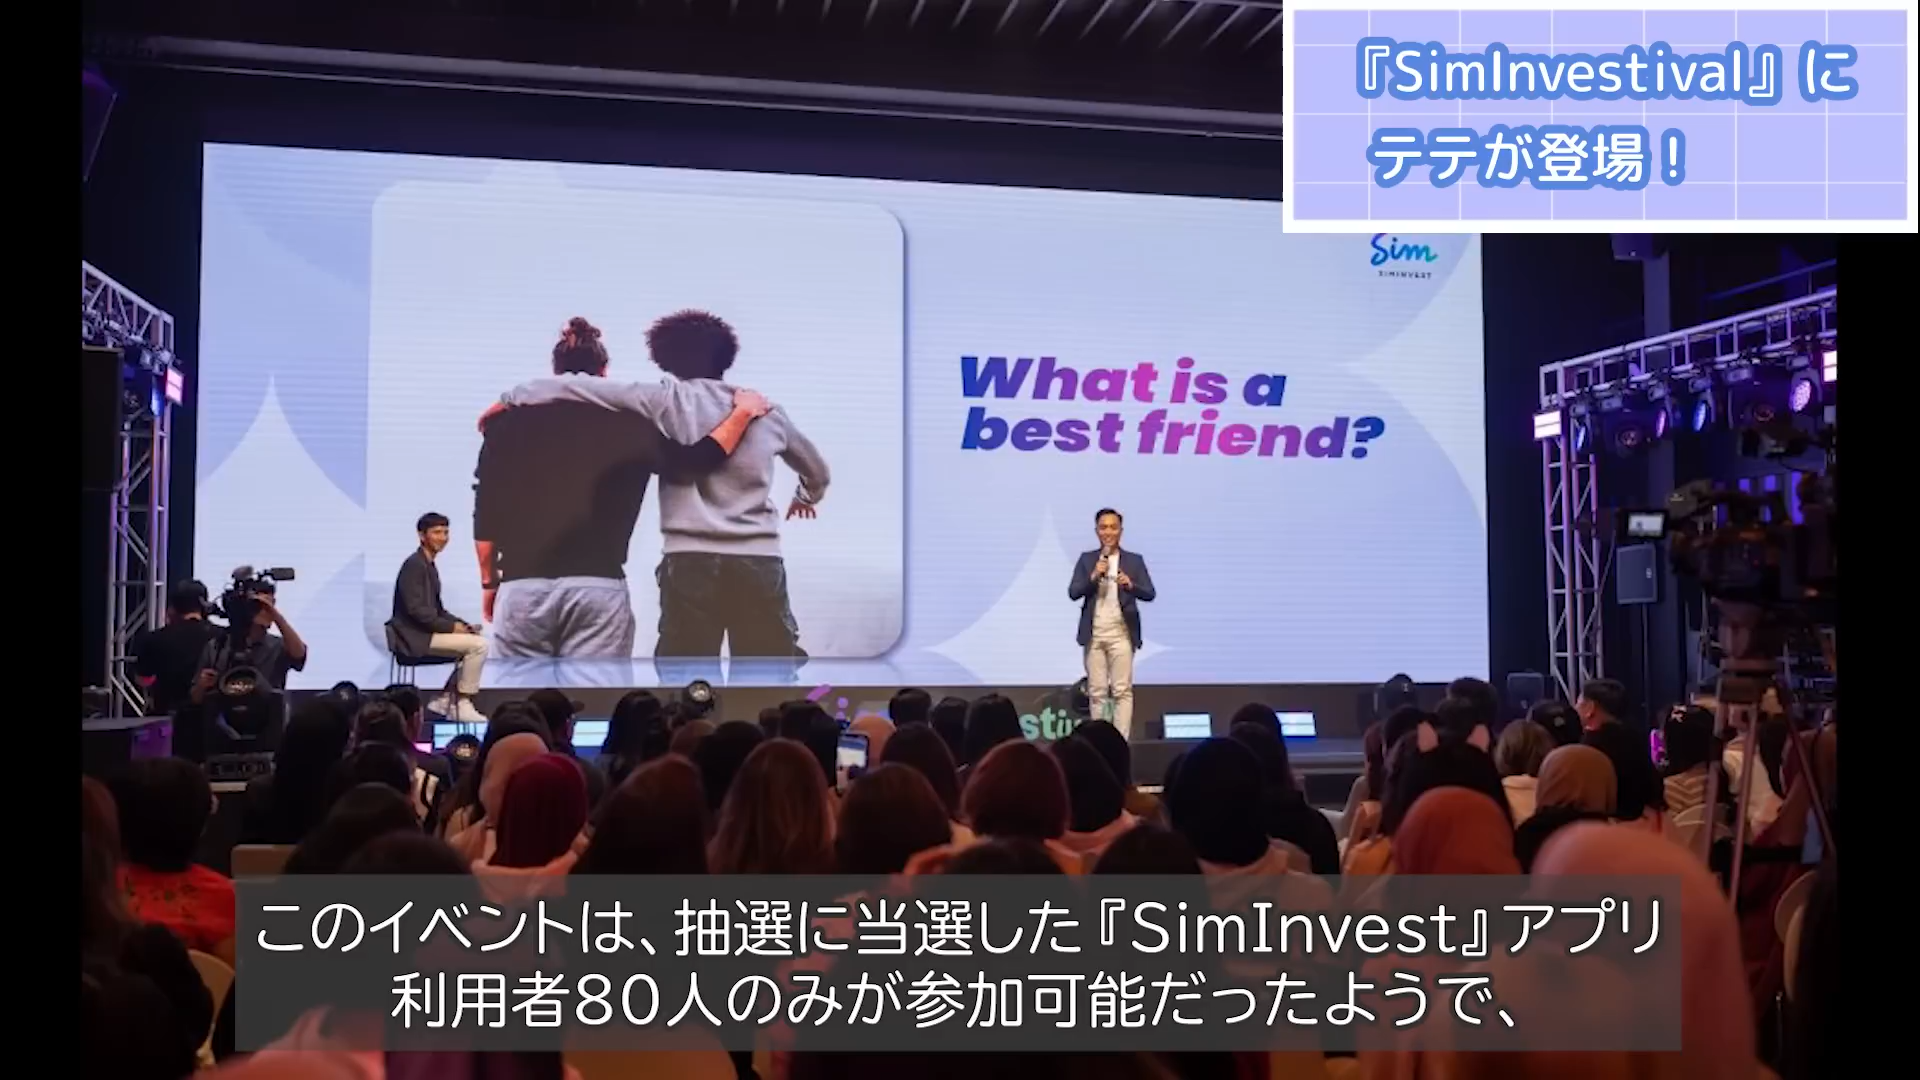 『SimInvestival』に
テテが登場！
Sim
SIMINVEST
What is a
best friend?
このイベントは、抽選に当選した『SimInvest』アプリ
利用者80人のみが参加可能だったようで、